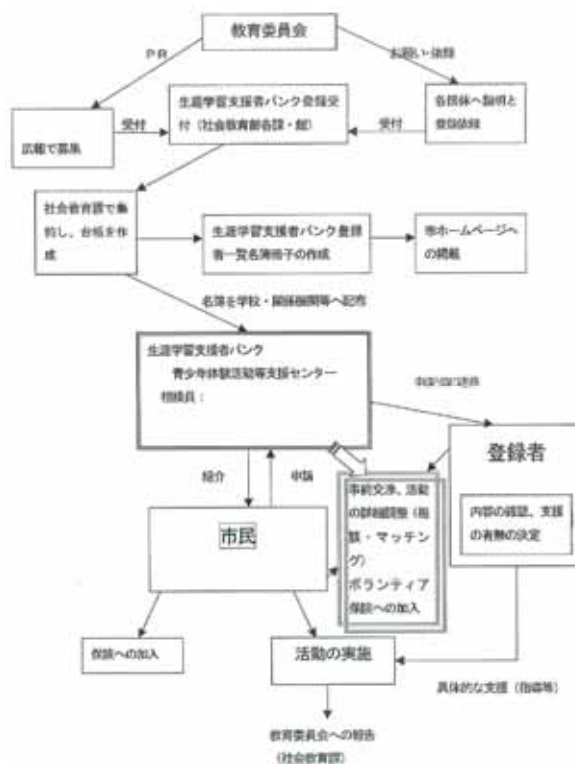 教育委員会
PR
お願い・依頼
生涯学習支援者バンク登録受
付(社会教育部各課・館)
各団体へ説明と
登録依頼
受付
受付
広報で募集
社会教育課で集
約し、台帳を作
成
生涯学習支援者バンク登録
者一覧名簿冊子の作成
市ホームページへ
の掲載
名簿を学校・関係機関等へ配布
生涯学習支援者バンク
青少年体験活動等支援センター
相談員:
登録者
紹介
申請
事前交渉、活動
の詳細調整(相
談・マッチン
グ)
ボランティア
保険への加入
内容の確認、支援
の有無の決定
市民
保険への加入
活動の実施
具体的な支援(指導等)
教育委員会への報告
(社会教育課)